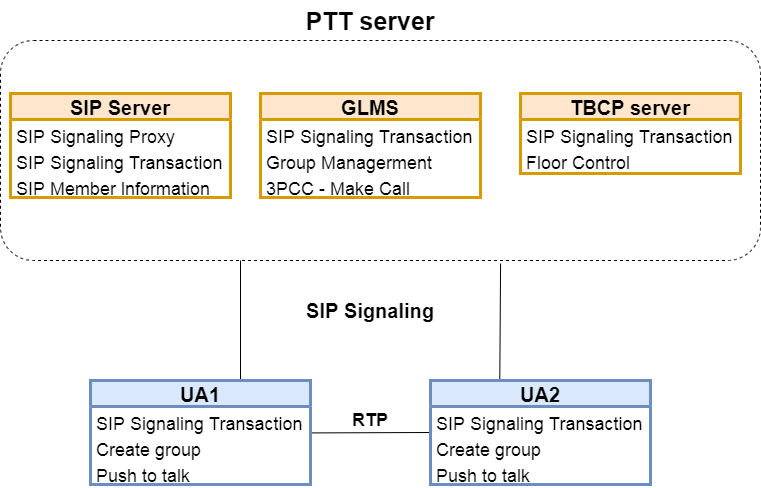 PTT server
SIP Server
SIP Signaling Proxy
SIP Signaling Transaction
SIP Member Information
GLMS
SIP Signaling Transaction
Group Managerment
3PCC - Make Call
TBCP server
SIP Signaling Transaction
Floor Control
SIP Signaling
UA1
SIP Signaling Transaction
Create group
Push to talk
RTP
UA2
SIP Signaling Transaction
Create group
Push to talk